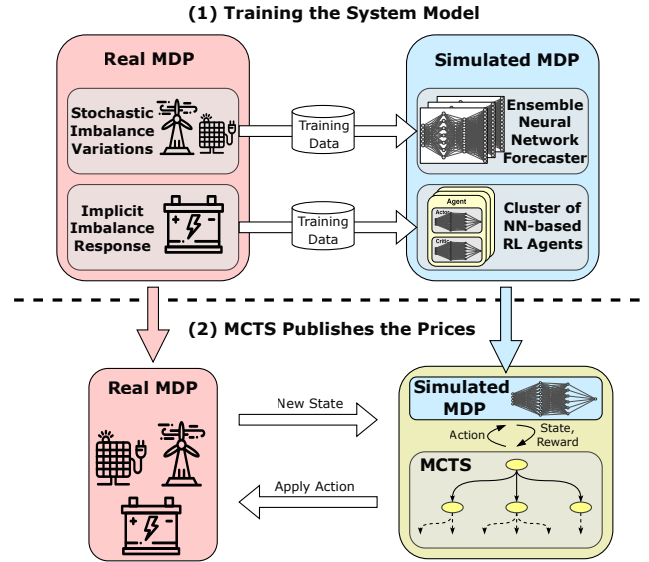 (1) Training the System Model
Real MDP
Simulated MDP
Stochastic
Imbalance
Variations
Training
Data
Ensemble
Neural
Network
Forecaster
Implicit
Imbalance
Response
Training
Data
Agent
Actor
Critic
Cluster of
NN-based
RL Agents
(2) MCTS Publishes the Prices
Real MDP
New State
Apply Action
Simulated
MDP
Action
State,
Reward
MCTS